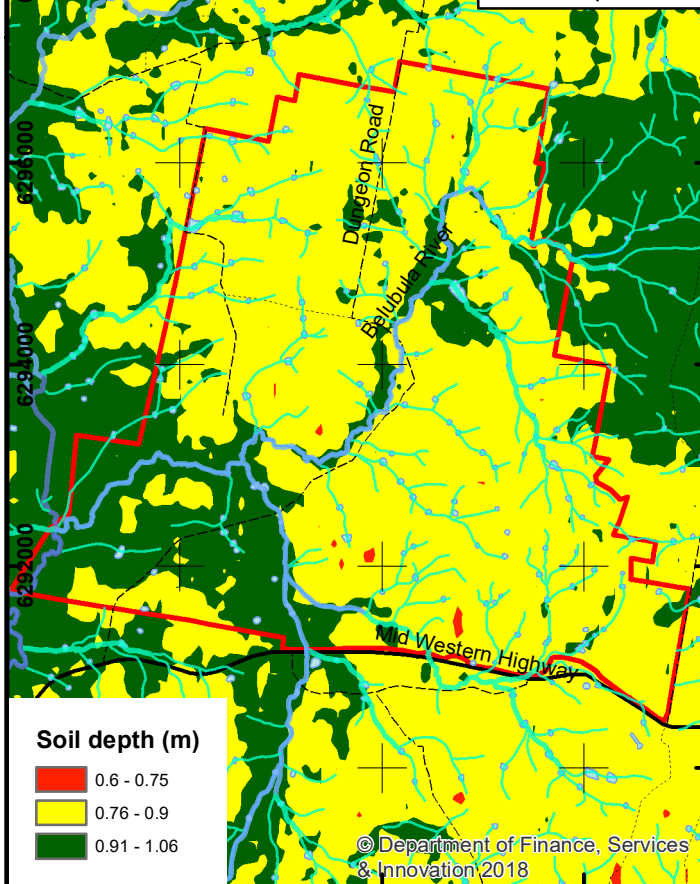 6296000
Dungeon Road
Belubula River
6294000
6292000
Mid Western Highway
Soil depth (m)
0.6 - 0.75
0.76 - 0.9
0.91 - 1.06
© Department of Finance, Services
& Innovation 2018